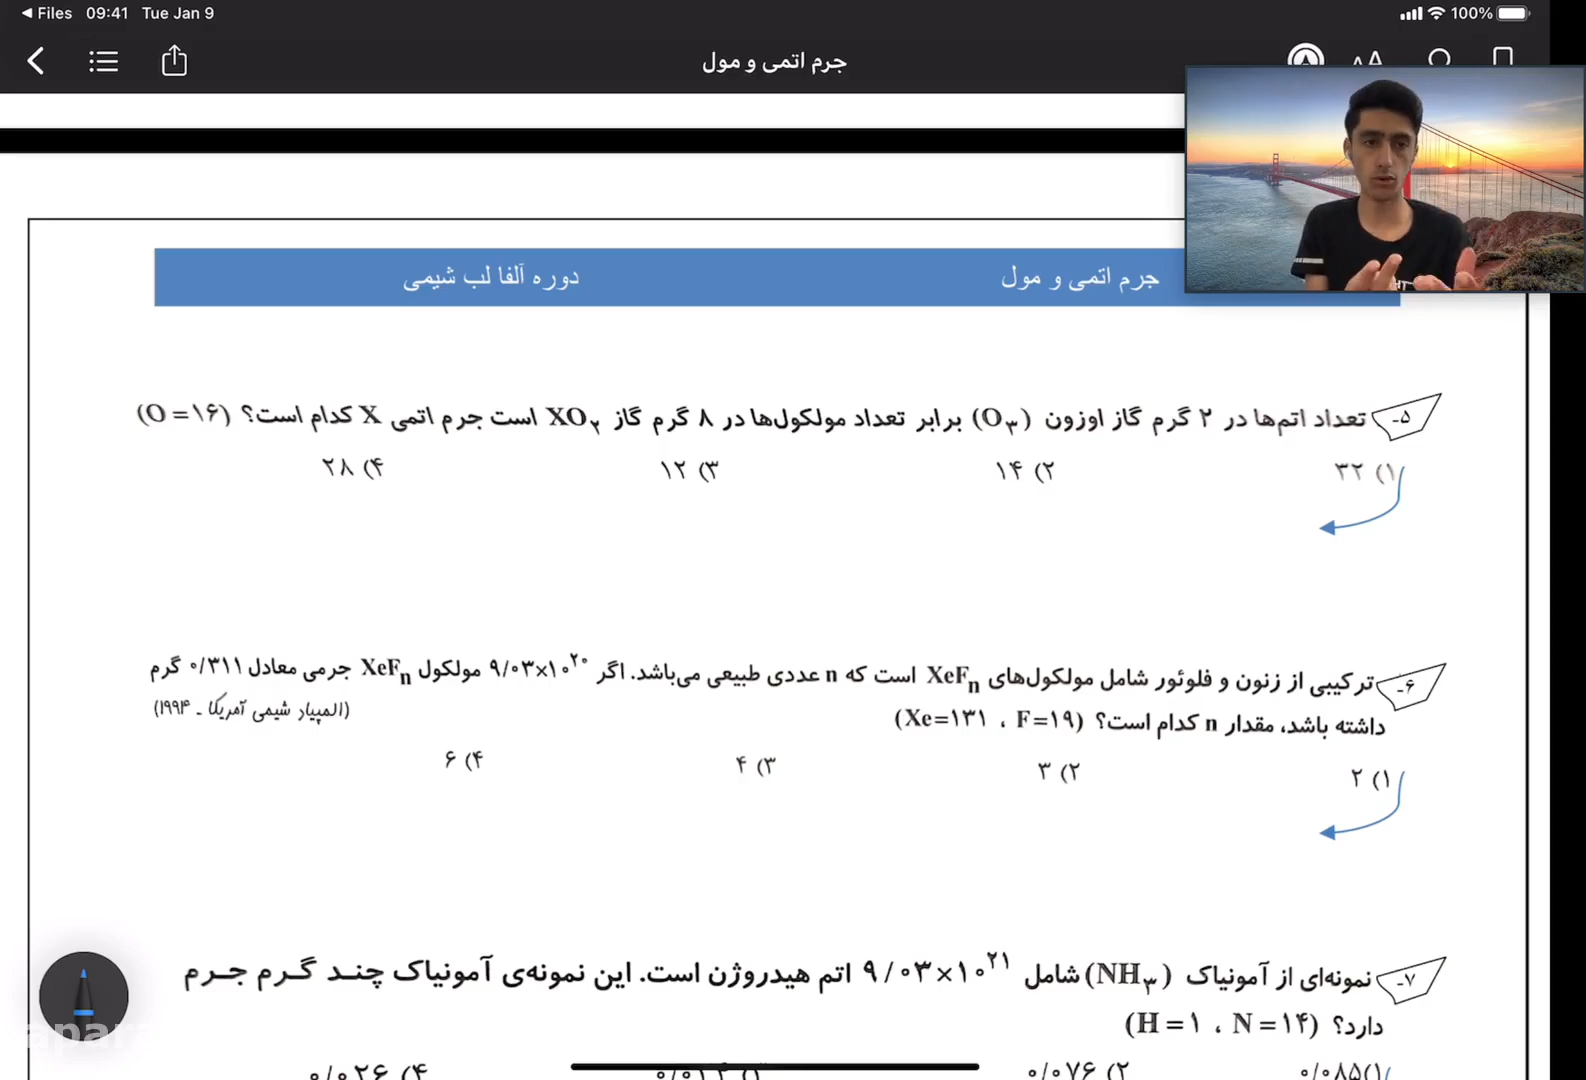 Files 09:41 Tue Jan 9 100%
جرم اتمی و مول
AA
جرم اتمی و مول دوره آلفا لب شیمی
۵- تعداد اتم‌ها در ۲ گرم گاز اوزون (O۳) برابر تعداد مولکول‌ها در ۸ گرم گاز XO۲ است جرم اتمی X کدام است؟ (O=۱۶)
۱) ۳۲ ۲) ۱۴ ۳) ۱۲ ۴) ۲۸
۶- ترکیبی از زنون و فلوئور شامل مولکول‌های XeFn است که n عددی طبیعی می‌باشد. اگر ۹/۰۳×۱۰²⁰ مولکول XeFn جرمی معادل ۰/۳۱۱ گرم
داشته باشد، مقدار n کدام است؟ (Xe=۱۳۱ ، F=۱۹) (المپیاد شیمی آمریکا ـ ۱۹۹۴)
۱) ۲ ۲) ۳ ۳) ۴ ۴) ۶
۷- نمونه‌ای از آمونیاک (NH۳) شامل ۹/۰۳×۱۰²¹ اتم هیدروژن است. این نمونه‌ی آمونیاک چند گرم جرم
دارد؟ (H=۱ ، N=۱۴)
۱) ۰/۰۸۵ ۲) ۰/۰۷۶ ۴) ۰/۰۲۶